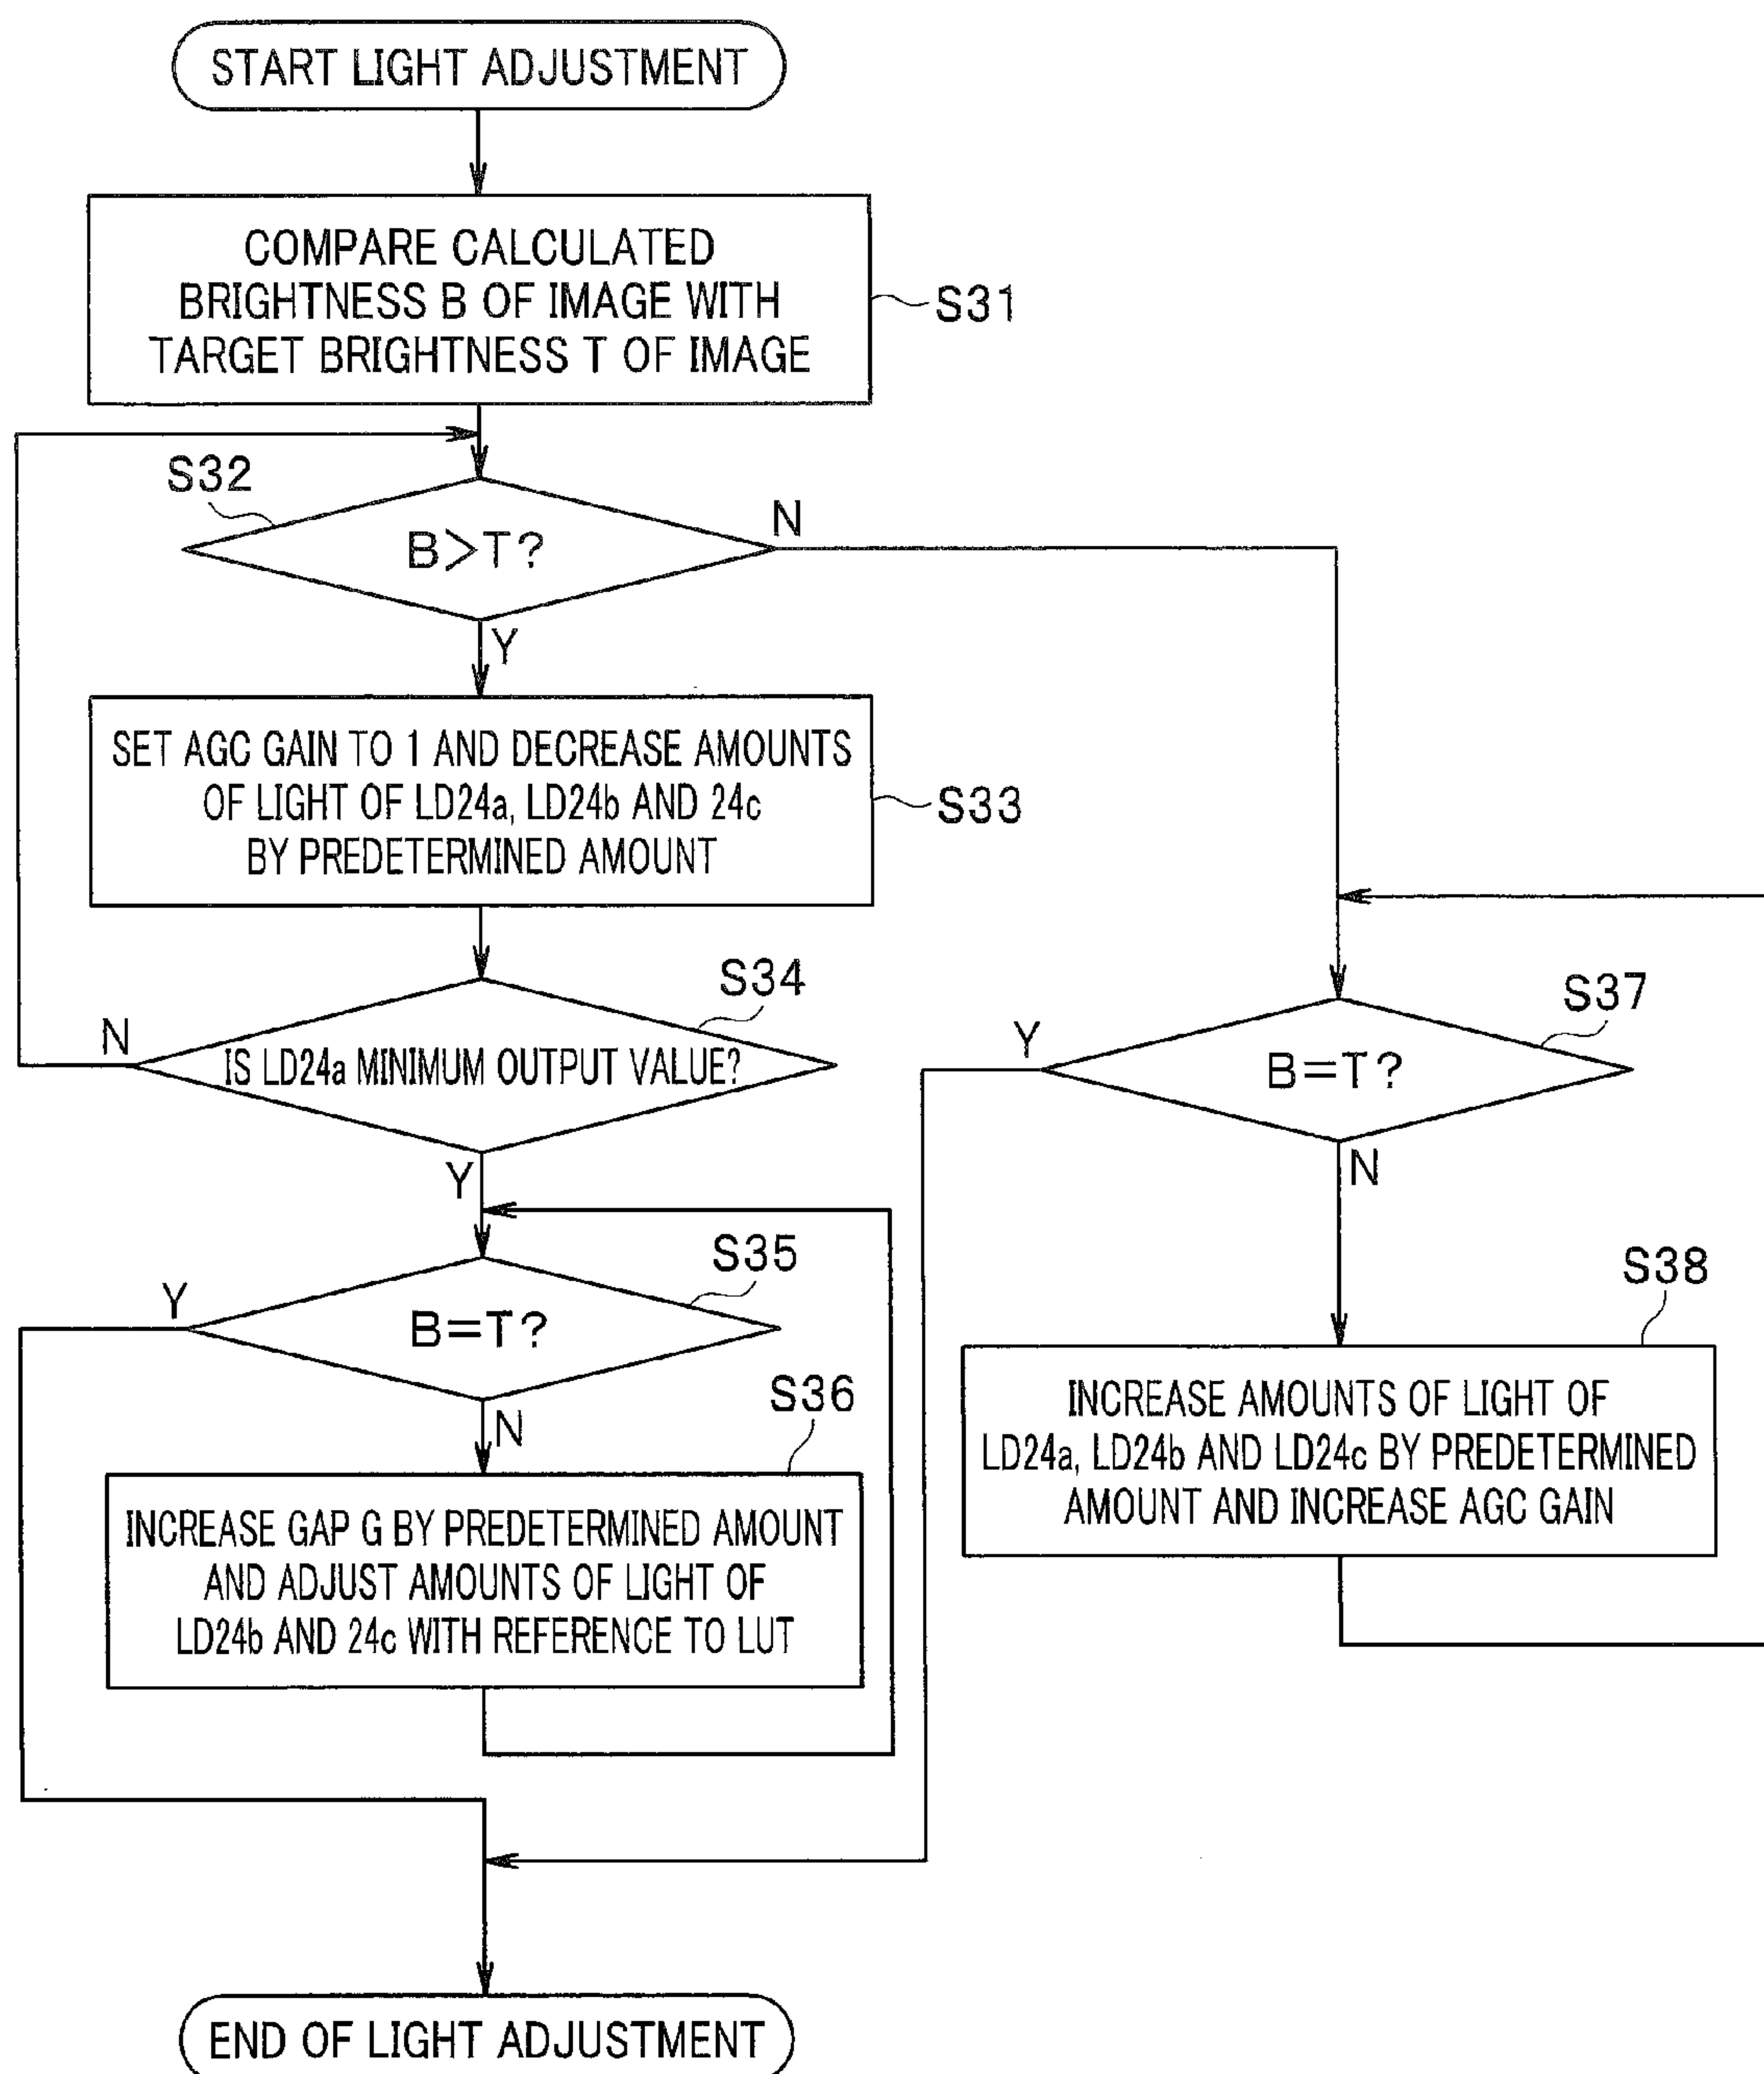 START LIGHT ADJUSTMENT
COMPARE CALCULATED
BRIGHTNESS B OF IMAGE WITH
TARGET BRIGHTNESS T OF IMAGE
S31
S32
B>T?
N
Y
SET AGC GAIN TO 1 AND DECREASE AMOUNTS
OF LIGHT OF LD24a, LD24b AND 24c
BY PREDETERMINED AMOUNT
S33
S34
N
IS LD24a MINIMUM OUTPUT VALUE?
Y
S35
Y
B=T?
N
S36
INCREASE GAP G BY PREDETERMINED AMOUNT
AND ADJUST AMOUNTS OF LIGHT OF
LD24b AND 24c WITH REFERENCE TO LUT
S37
Y
B=T?
N
S38
INCREASE AMOUNTS OF LIGHT OF
LD24a, LD24b AND LD24c BY PREDETERMINED
AMOUNT AND INCREASE AGC GAIN
END OF LIGHT ADJUSTMENT